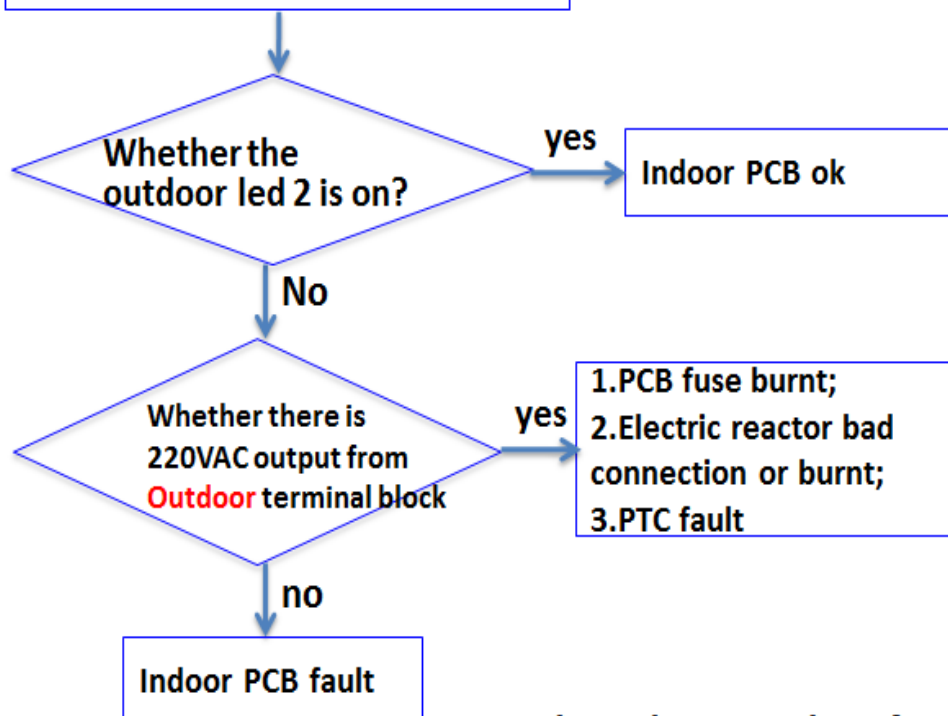 Whether the
outdoor led 2 is on?
yes
Indoor PCB ok
No
Whether there is
220VAC output from
Outdoor terminal block
yes
1.PCB fuse burnt;
2.Electric reactor bad
connection or burnt;
3.PTC fault
no
Indoor PCB fault